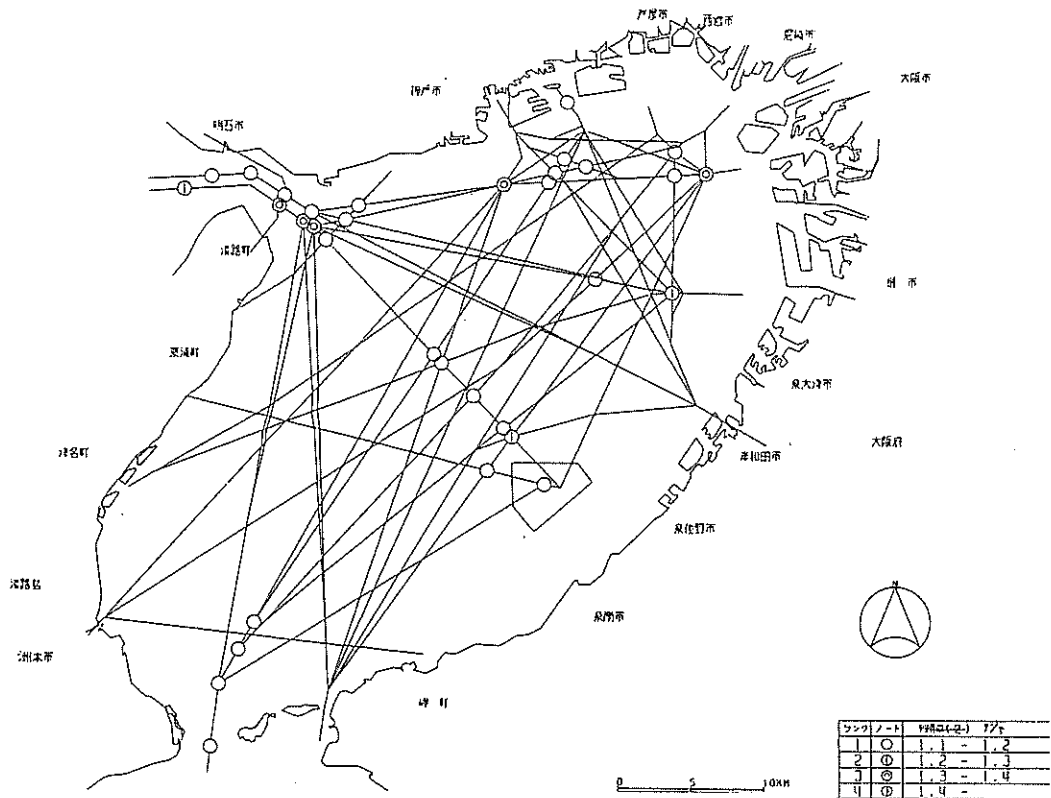 芦屋市
西宮市
尼崎市
神戸市
大阪市
明石市
淡路町
堺市
東浦町
泉大津市
津名町
岸和田市
大阪府
泉佐野市
N
淡路島
泉南市
洲本市
岬町
ランク ノード
1 ○ 1.1 - 1.2
2 1.2 - 1.3
3 ◎ 1.3 - 1.4
4 1.4 -
0 5 10KM